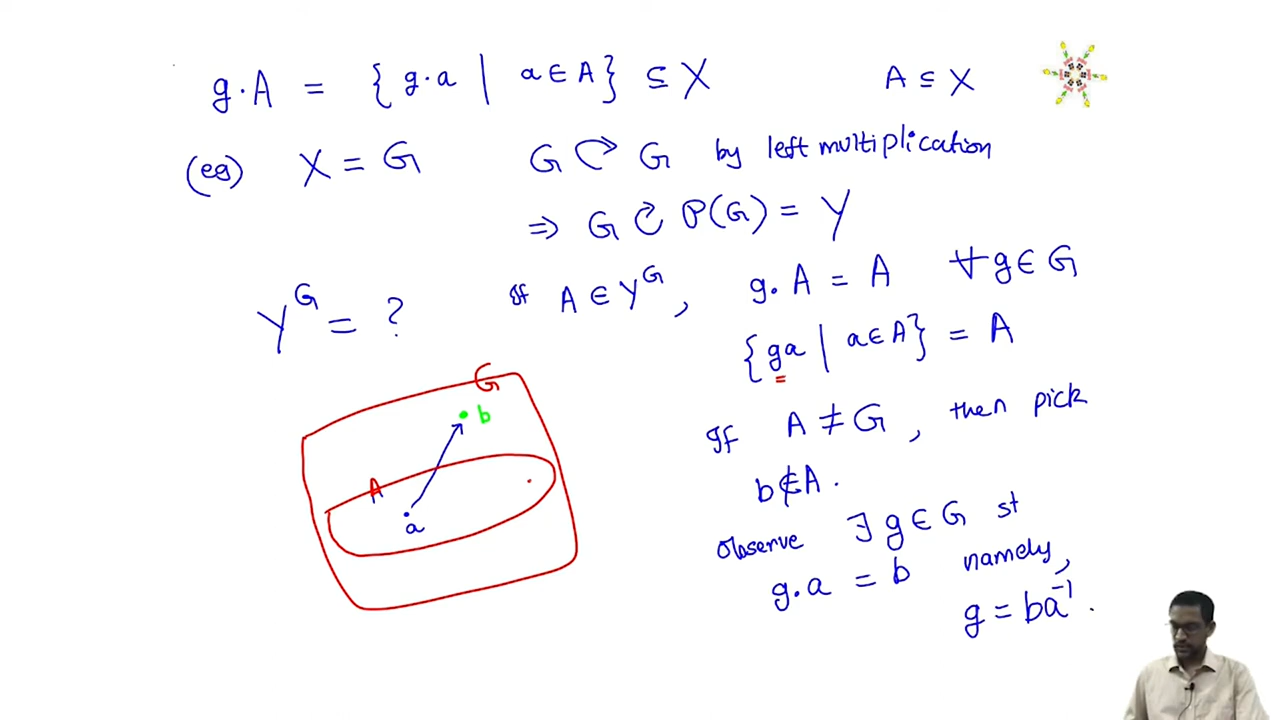 g·A = { g·a | a∈A} ⊆ X A ⊆ X
(eg) X = G G ↷ G by left multiplication
⇒ G ↻ P(G) = Y
Y^G = ? If A ∈ Y^G, g·A = A ∀ g∈G
{ga | a∈A} = A
G
b
A
a
If A ≠ G, then pick
b∉A.
Observe ∃ g∈G st
g·a = b namely,
g = ba⁻¹.